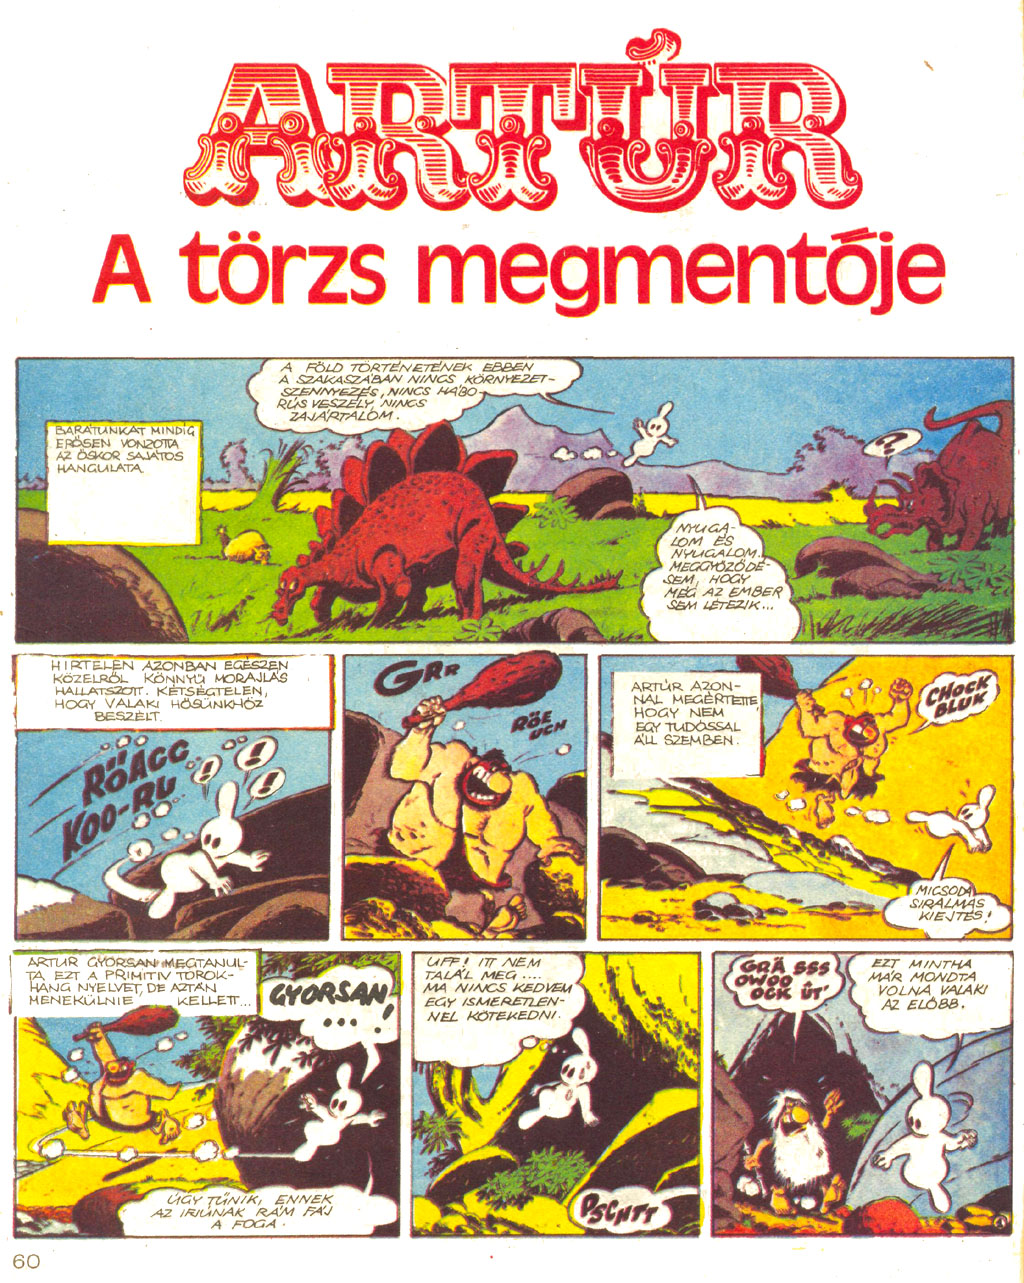 ARTÚR
A törzs megmentője
BARÁTUNKAT MINDIG
ERŐSEN VONZOTTA
AZ ŐSKOR SAJÁTOS
HANGULATA.
A FÖLD TÖRTÉNETÉNEK EBBEN
A SZAKASZÁBAN NINCS KÖRNYEZET-
SZENNYEZÉS, NINCS HÁBO-
RÚS VESZÉLY, NINCS
ZAJÁRTALOM.
?
NYUGA-
LOM ÉS
NYUGALOM..
MEGGYŐZŐDÉ-
SEM, HOGY
MÉG AZ EMBER
SEM LÉTEZIK...
HIRTELEN AZONBAN EGÉSZEN
KÖZELRŐL KÖNNYŰ MORAJLÁS
HALLATSZOTT. KÉTSÉGTELEN,
HOGY VALAKI HŐSÜNKHÖZ
BESZÉLT.
RÖAGG
KOO-RU
! ! !
GRR
RÖE
UCH
ARTÚR AZON-
NAL MEGÉRTETTE
HOGY NEM
EGY TUDÓSSAL
ÁLL SZEMBEN.
CHOCK
BLUK
MICSODA
SIRALMAS
KIEJTÉS!
ARTÚR GYORSAN MEGTANUL-
TA EZT A PRIMITÍV TOROK-
HANG NYELVET, DE AZTÁN
MENEKÜLNIE KELLETT...
GYORSAN
...!
ÚGY TŰNIK, ENNEK
AZ IRIÚNAK RÁM FÁJ
A FOGA.
UFF! ITT NEM
TALÁL MEG....
MA NINCS KEDVEM
EGY ISMERETLEN-
NEL KÖTEKEDNI.
PSCHTT
GRÄ SSS
OWOO
OCK ÛT'
EZT MINTHA
MÁR MONDTA
VOLNA VALAKI
AZ ELŐBB.
60